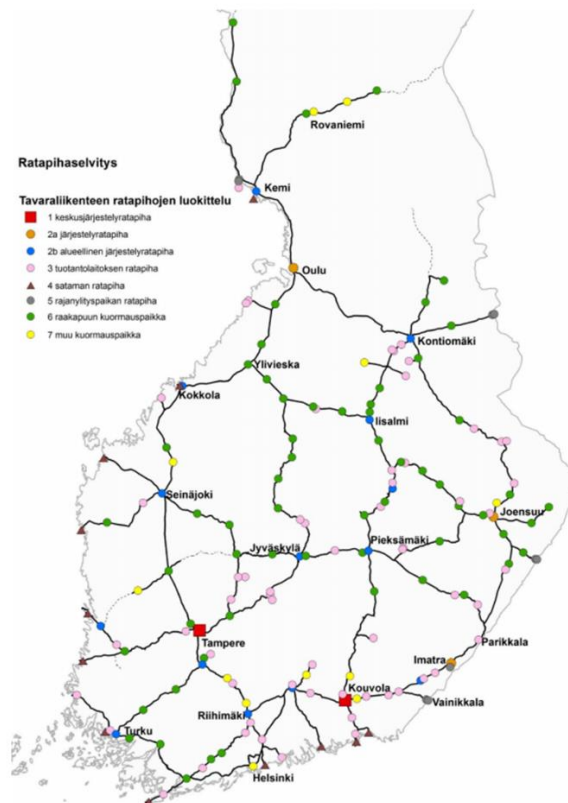 Rovaniemi
Ratapihaselvitys
Kemi
Tavaraliikenteen ratapihojen luokittelu
1 keskusjärjestelyratapiha
2a järjestelyratapiha
2b alueellinen järjestelyratapiha
3 tuotantolaitoksen ratapiha
4 sataman ratapiha
5 rajanylityspaikan ratapiha
6 raakapuun kuormauspaikka
7 muu kuormauspaikka
Oulu
Kontiomäki
Ylivieska
Kokkola
Iisalmi
Seinäjoki
Joensuu
Jyväskylä
Pieksämäki
Tampere
Parikkala
Imatra
Kouvola
Vainikkala
Riihimäki
Turku
Helsinki